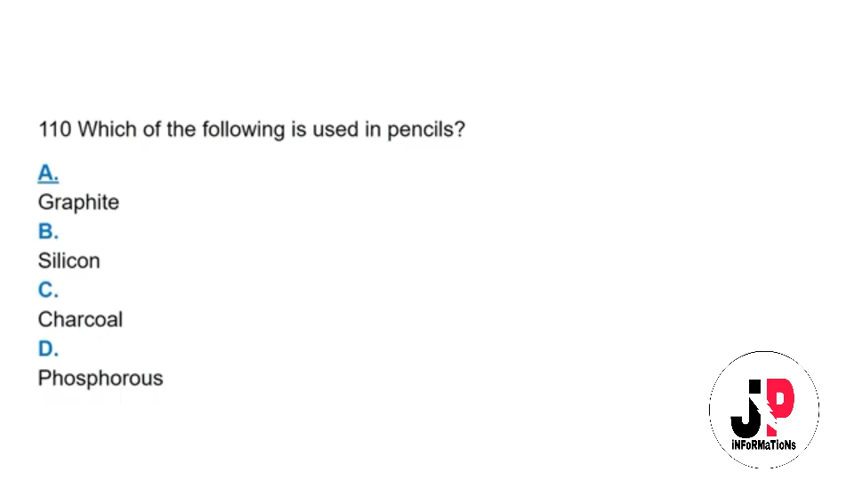 110 Which of the following is used in pencils?
A.
Graphite
B.
Silicon
C.
Charcoal
D.
Phosphorous
JP
iNFoRMaTioNs